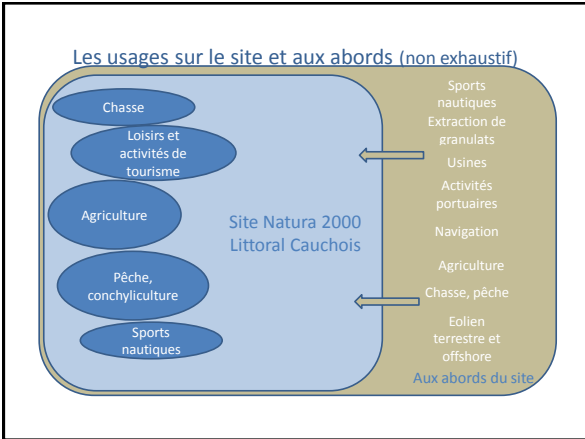 Les usages sur le site et aux abords (non exhaustif)
Chasse
Loisirs et
activités de
tourisme
Agriculture
Pêche,
conchyliculture
Sports
nautiques
Site Natura 2000
Littoral Cauchois
Sports
nautiques
Extraction de
granulats
Usines
Activités
portuaires
Navigation
Agriculture
Chasse, pêche
Eolien
terrestre et
offshore
Aux abords du site